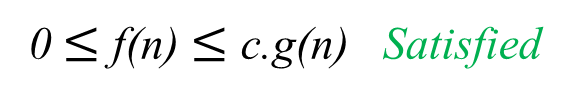 0 ≤ f(n) ≤ c.g(n) Satisfied